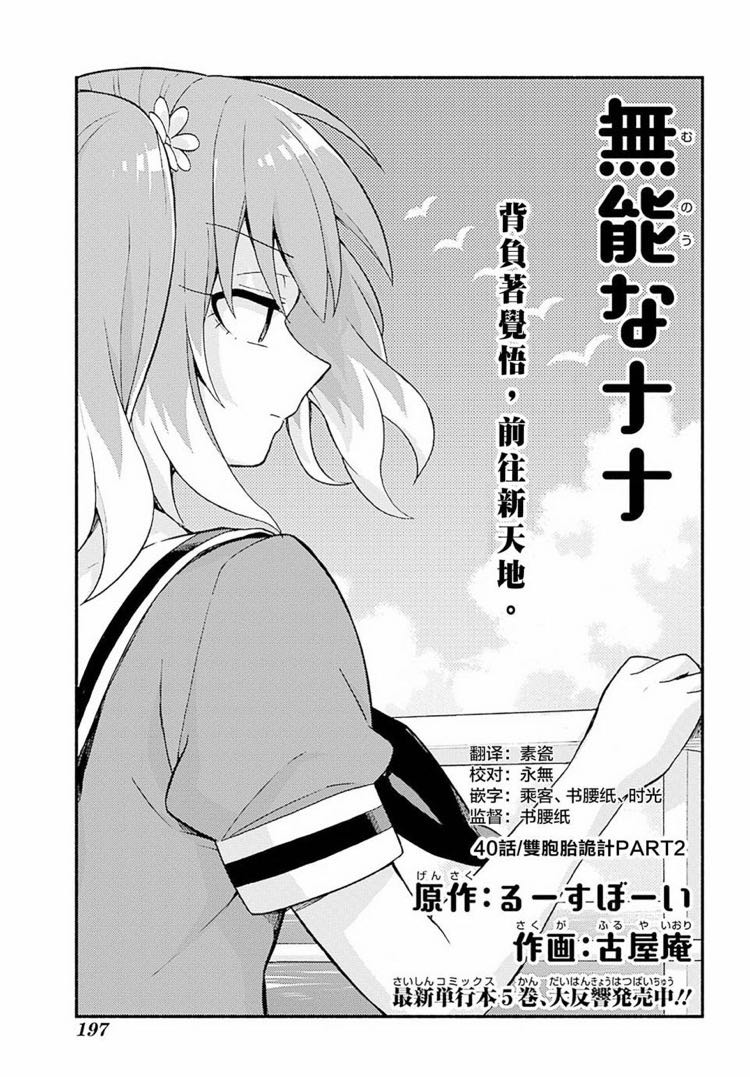 無能なナナ
むのう
背負著覺悟，前往新天地。
翻译：素瓷
校对：永無
嵌字：乘客、书腰纸、时光
监督：书腰纸
40話/雙胞胎詭計PART2
げんさく
原作：るーすぼーい
さくが ふるや いおり
作画：古屋庵
さいしんコミックス かん だいはんきょうはつばいちゅう
最新単行本5巻、大反響発売中!!
197